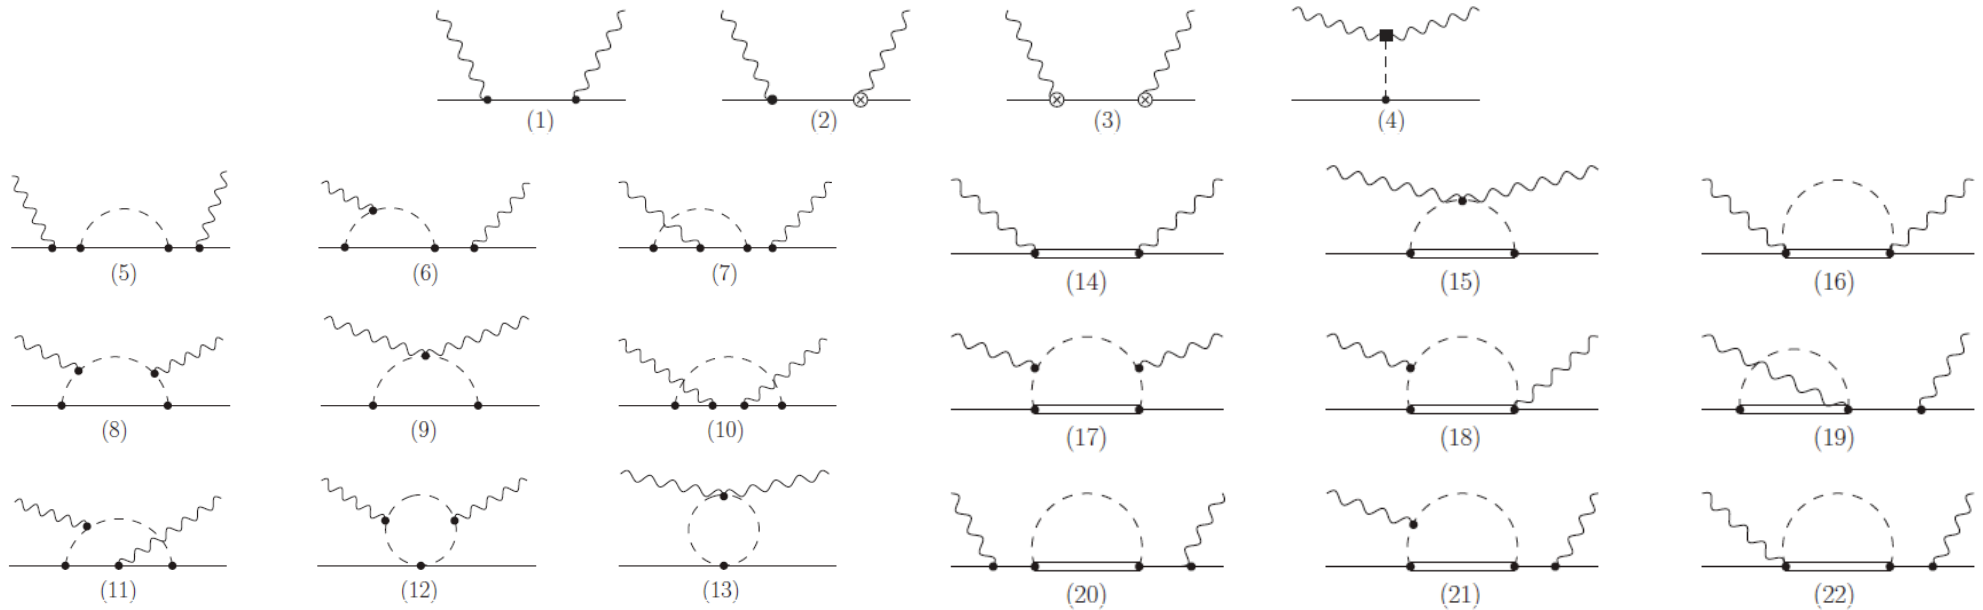 (1) (2) (3) (4)
(5) (6) (7) (14) (15) (16)
(8) (9) (10) (17) (18) (19)
(11) (12) (13) (20) (21) (22)